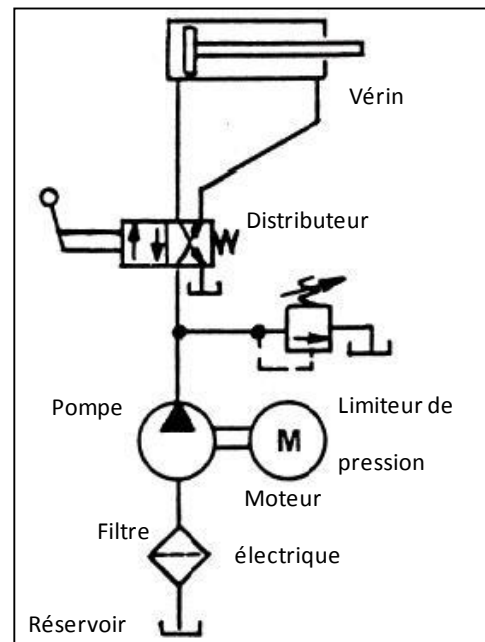 Vérin
Distributeur
Pompe
Limiteur de
pression
M
Moteur
électrique
Filtre
Réservoir